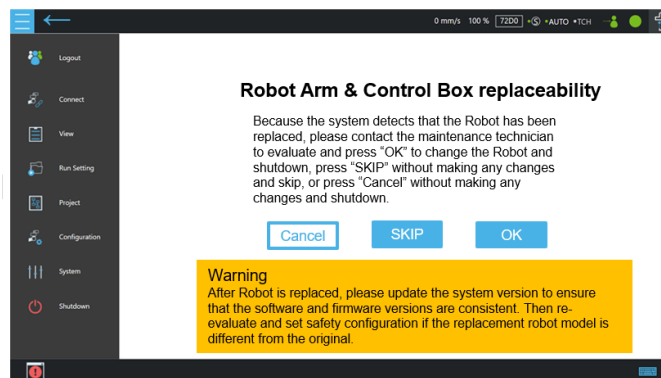 0 mm/s 100 % 72D0 •Ⓢ •AUTO •TCH
Logout
Connect
View
Run Setting
Project
Configuration
System
Shutdown
Robot Arm & Control Box replaceability
Because the system detects that the Robot has been
replaced, please contact the maintenance technician
to evaluate and press “OK” to change the Robot and
shutdown, press “SKIP” without making any changes
and skip, or press “Cancel” without making any
changes and shutdown.
Cancel SKIP OK
Warning
After Robot is replaced, please update the system version to ensure
that the software and firmware versions are consistent. Then re-
evaluate and set safety configuration if the replacement robot model is
different from the original.